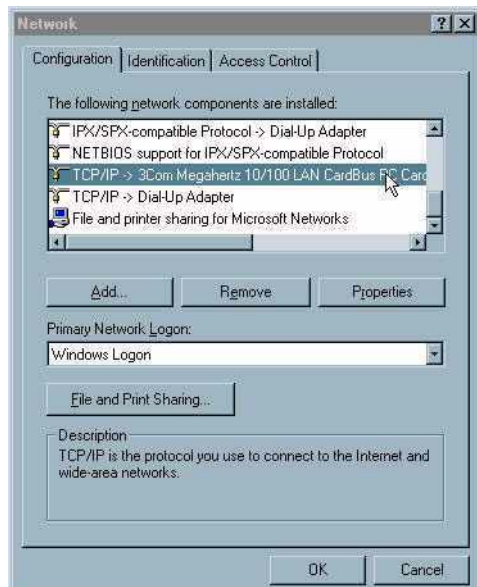 Network
Configuration Identification Access Control
The following network components are installed:
IPX/SPX-compatible Protocol -> Dial-Up Adapter
NETBIOS support for IPX/SPX-compatible Protocol
TCP/IP -> 3Com Megahertz 10/100 LAN CardBus PC Card
TCP/IP -> Dial-Up Adapter
File and printer sharing for Microsoft Networks
Add... Remove Properties
Primary Network Logon:
Windows Logon
File and Print Sharing...
Description
TCP/IP is the protocol you use to connect to the Internet and
wide-area networks.
OK Cancel